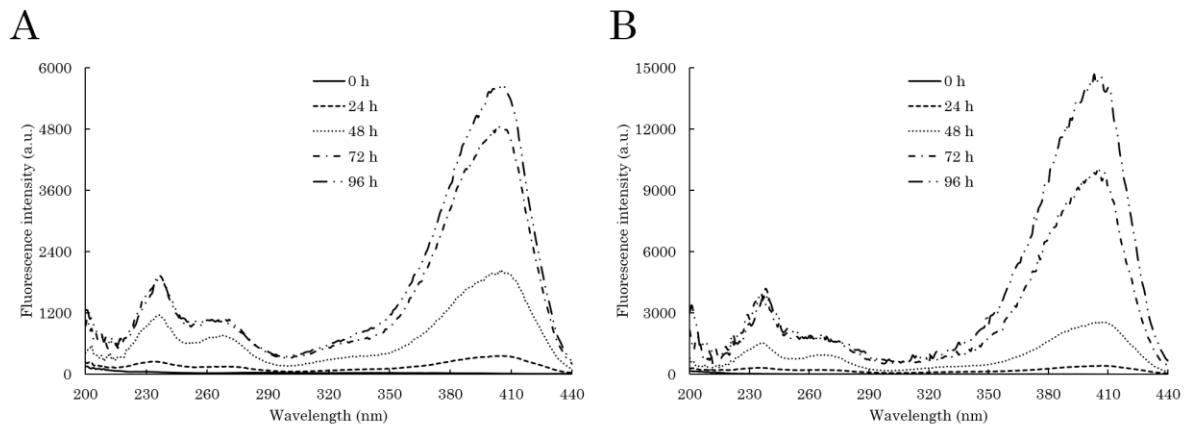 A
Fluorescence intensity (a.u.)
6000
4800
3600
2400
1200
0
0 h
24 h
48 h
72 h
96 h
200 230 260 290 320 350 380 410 440
Wavelength (nm)
B
Fluorescence intensity (a.u.)
15000
12000
9000
6000
3000
0
0 h
24 h
48 h
72 h
96 h
200 230 260 290 320 350 380 410 440
Wavelength (nm)